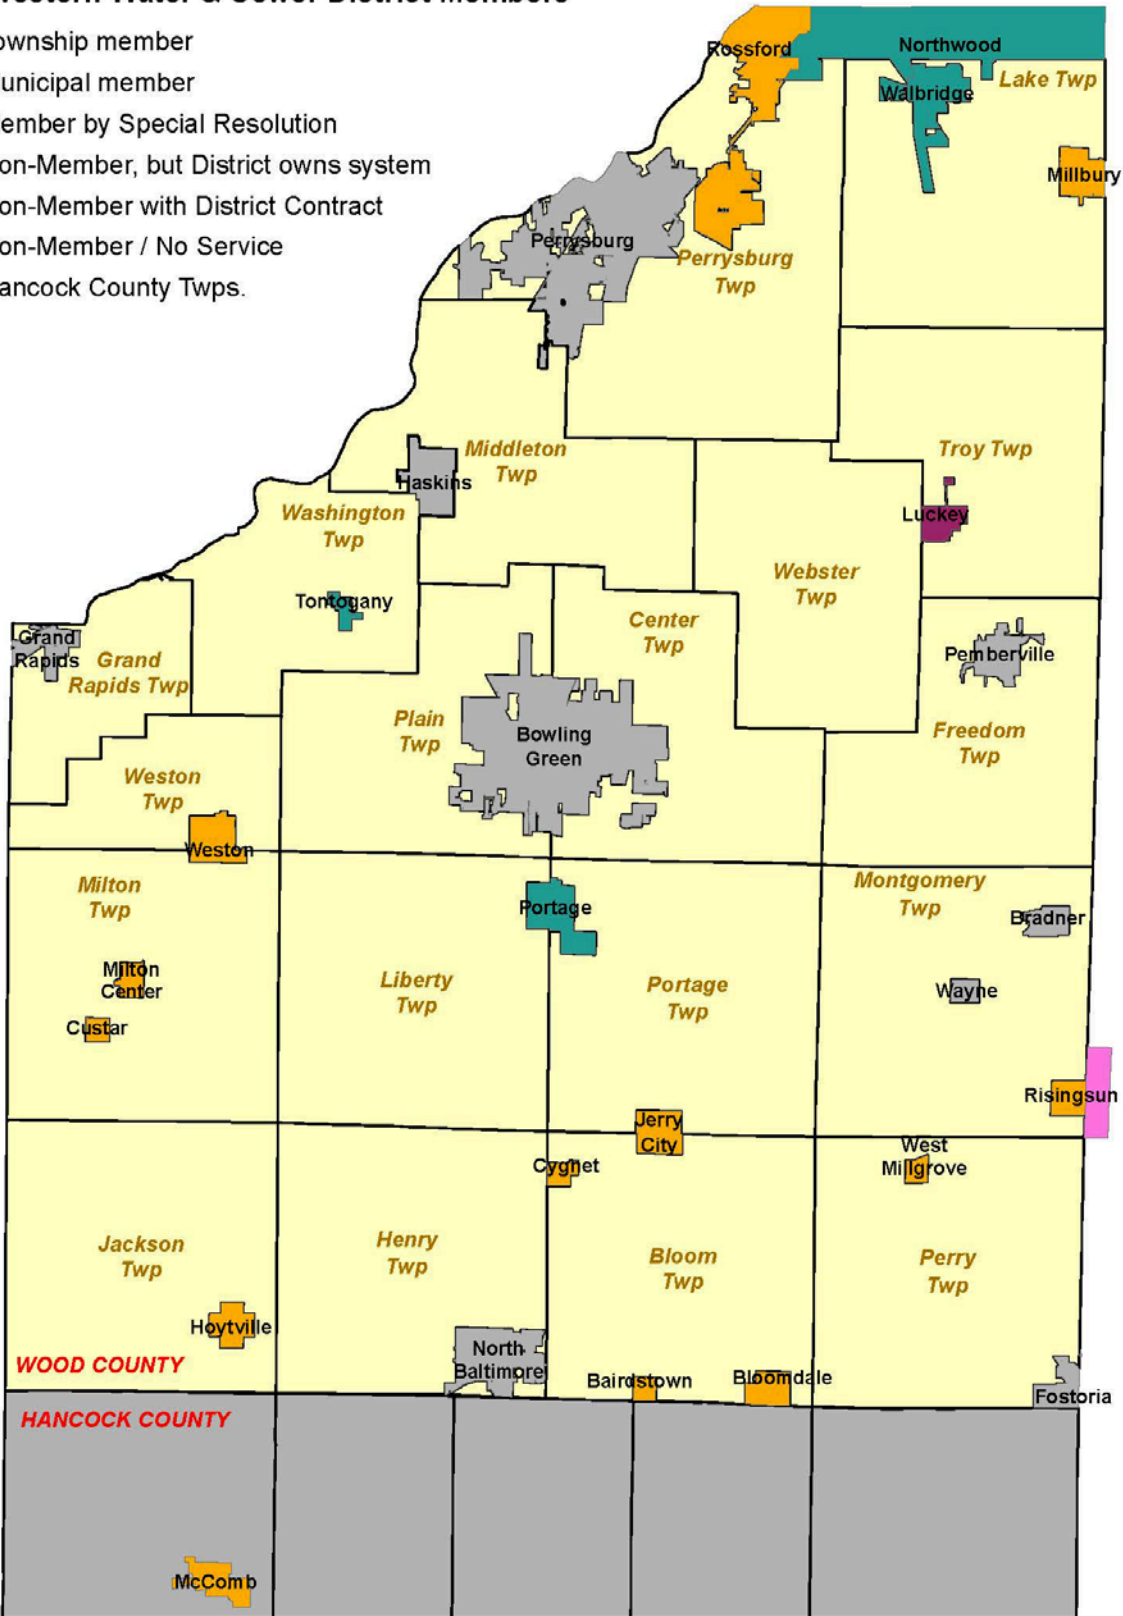 Western Water & Sewer District Members
ownship member
unicipal member
ember by Special Resolution
on-Member, but District owns system
on-Member with District Contract
on-Member / No Service
ancock County Twps.
Rossford
Northwood
Lake Twp
Walbridge
Millbury
Perrysburg
Perrysburg
Twp
Middleton
Twp
Haskins
Troy Twp
Washington
Twp
Luckey
Webster
Twp
Tontogany
Center
Twp
Grand
Rapids
Grand
Rapids Twp
Pemberville
Plain
Twp
Bowling
Green
Freedom
Twp
Weston
Twp
Weston
Milton
Twp
Montgomery
Twp
Portage
Bradner
Milton
Center
Liberty
Twp
Portage
Twp
Wayne
Custar
Risingsun
Jerry
City
West
Millgrove
Cygnet
Jackson
Twp
Henry
Twp
Bloom
Twp
Perry
Twp
Hoytville
North
Baltimore
WOOD COUNTY
Bairdstown
Bloomdale
Fostoria
HANCOCK COUNTY
McComb